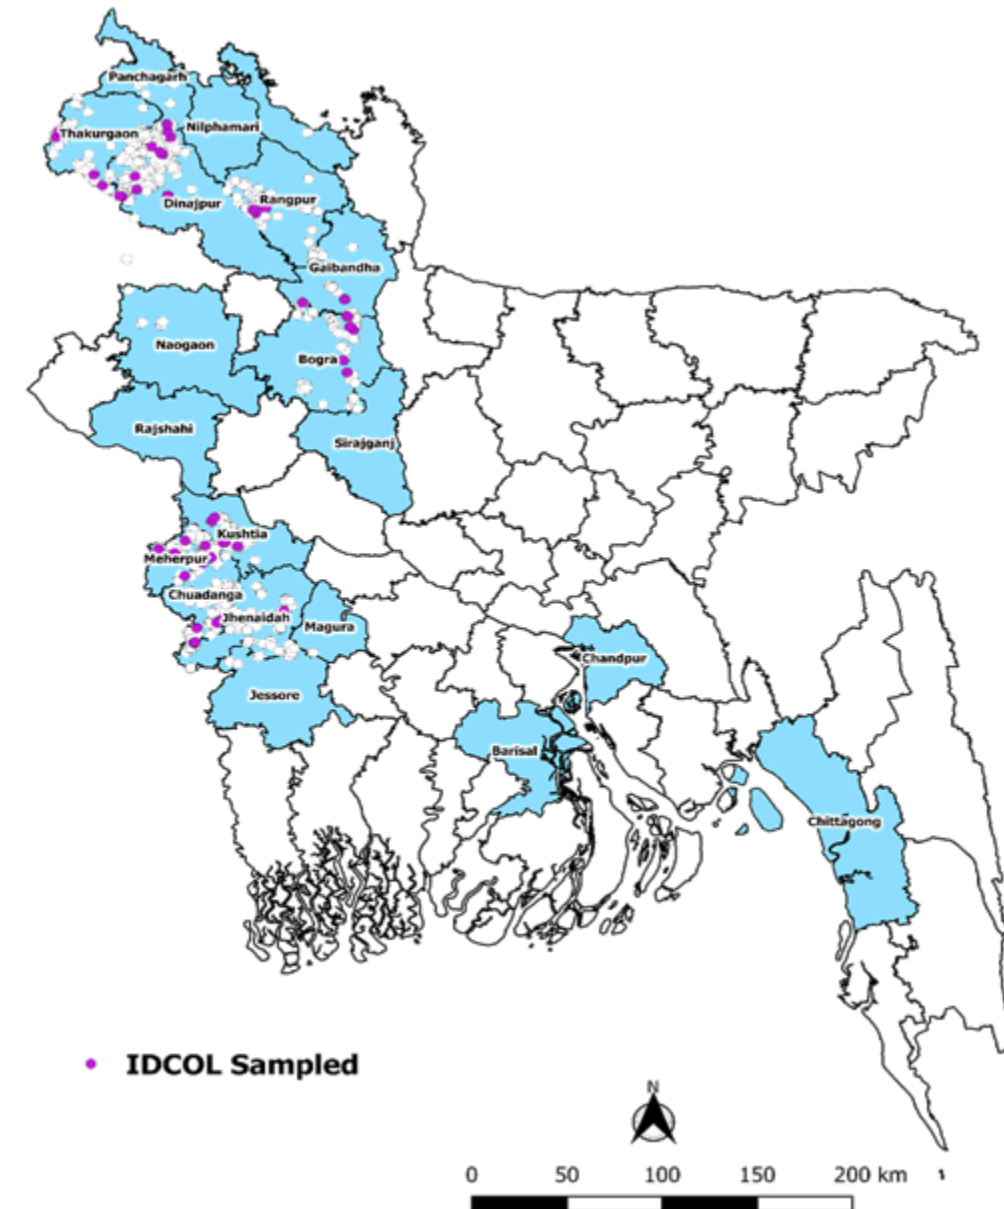 Panchagarh
Thakurgaon
Nilphamari
Dinajpur
Rangpur
Gaibandha
Naogaon
Bogra
Rajshahi
Sirajganj
Kushtia
Meherpur
Chuadanga
Jhenaidah
Magura
Jessore
Chandpur
Barisal
Chittagong
IDCOL Sampled
N
0 50 100 150 200 km